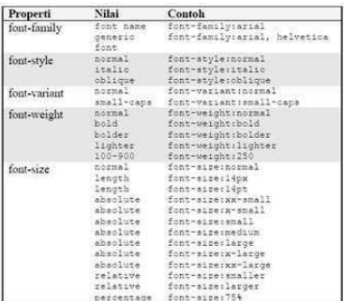 Properti Nilai Contoh
font-family font name font-family:arial
generic font-family:arial, helvetica
font
font-style normal font-style:normal
italic font-style:italic
oblique font-style:oblique
font-variant normal font-variant:normal
small-caps font-variant:small-caps
font-weight normal font-weight:normal
bold font-weight:bold
bolder font-weight:bolder
lighter font-weight:lighter
100-900 font-weight:250
font-size normal font-size:normal
length font-size:14px
length font-size:14pt
absolute font-size:xx-small
absolute font-size:x-small
absolute font-size:small
absolute font-size:medium
absolute font-size:large
absolute font-size:x-large
absolute font-size:xx-large
relative font-size:smaller
relative font-size:larger
percentage font-size:75%